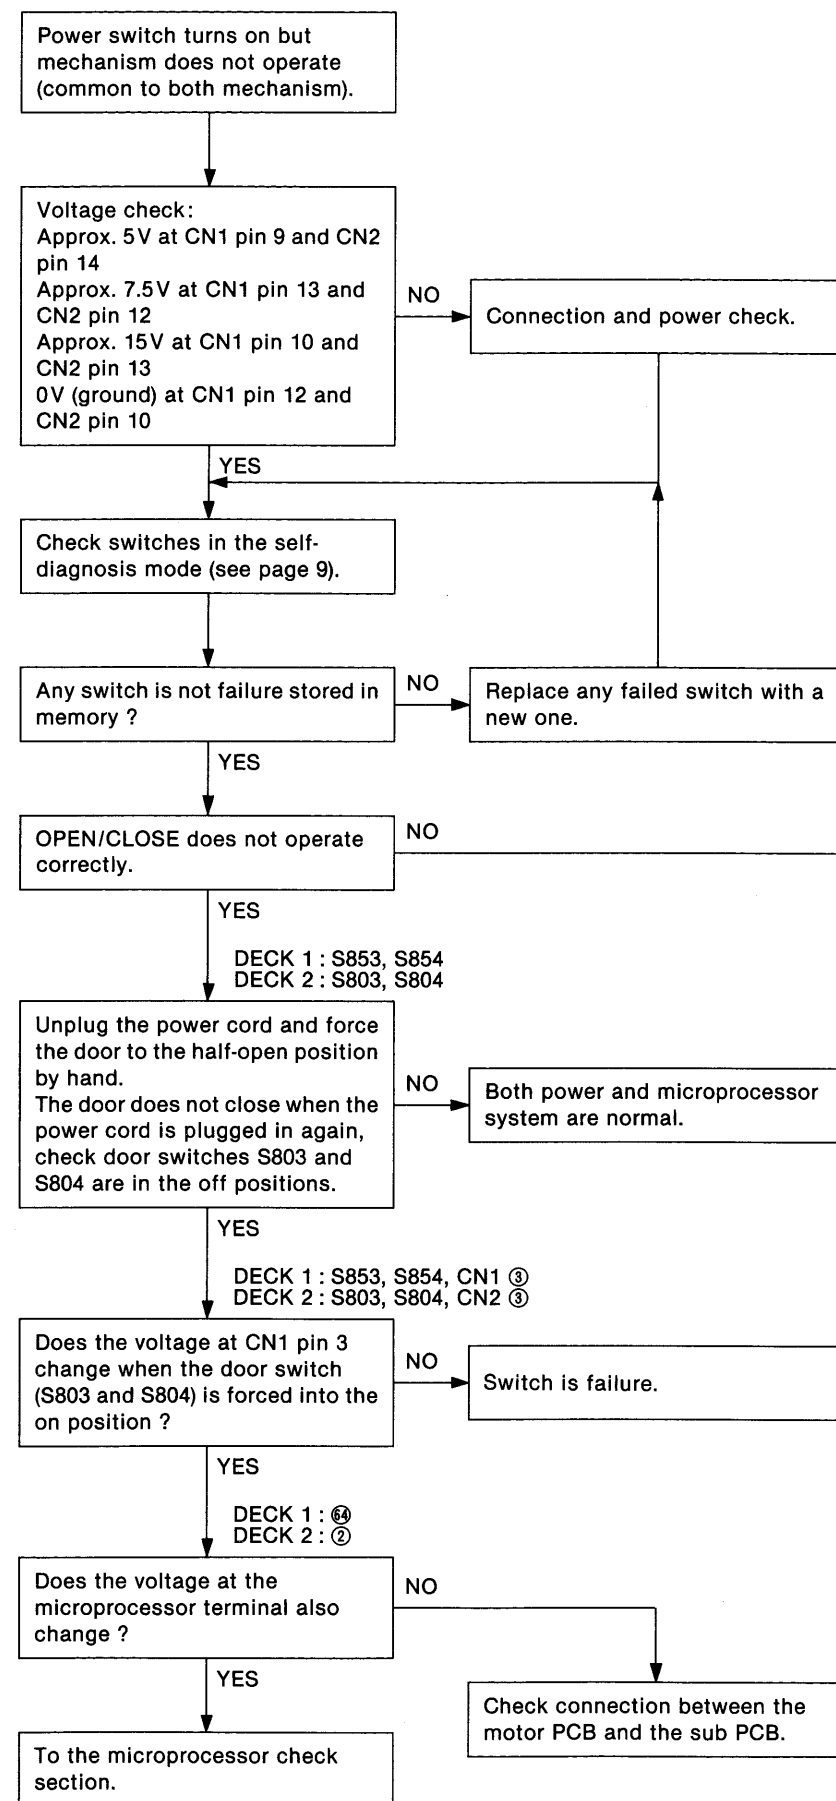 Power switch turns on but
mechanism does not operate
(common to both mechanism).
Voltage check:
Approx. 5V at CN1 pin 9 and CN2
pin 14
Approx. 7.5V at CN1 pin 13 and
CN2 pin 12
Approx. 15V at CN1 pin 10 and
CN2 pin 13
0V (ground) at CN1 pin 12 and
CN2 pin 10
NO
Connection and power check.
YES
Check switches in the self-
diagnosis mode (see page 9).
Any switch is not failure stored in
memory ?
NO
Replace any failed switch with a
new one.
YES
OPEN/CLOSE does not operate
correctly.
NO
YES
DECK 1 : S853, S854
DECK 2 : S803, S804
Unplug the power cord and force
the door to the half-open position
by hand.
The door does not close when the
power cord is plugged in again,
check door switches S803 and
S804 are in the off positions.
NO
Both power and microprocessor
system are normal.
YES
DECK 1 : S853, S854, CN1 ③
DECK 2 : S803, S804, CN2 ③
Does the voltage at CN1 pin 3
change when the door switch
(S803 and S804) is forced into the
on position ?
NO
Switch is failure.
YES
DECK 1 : 64
DECK 2 : ②
Does the voltage at the
microprocessor terminal also
change ?
NO
YES
Check connection between the
motor PCB and the sub PCB.
To the microprocessor check
section.